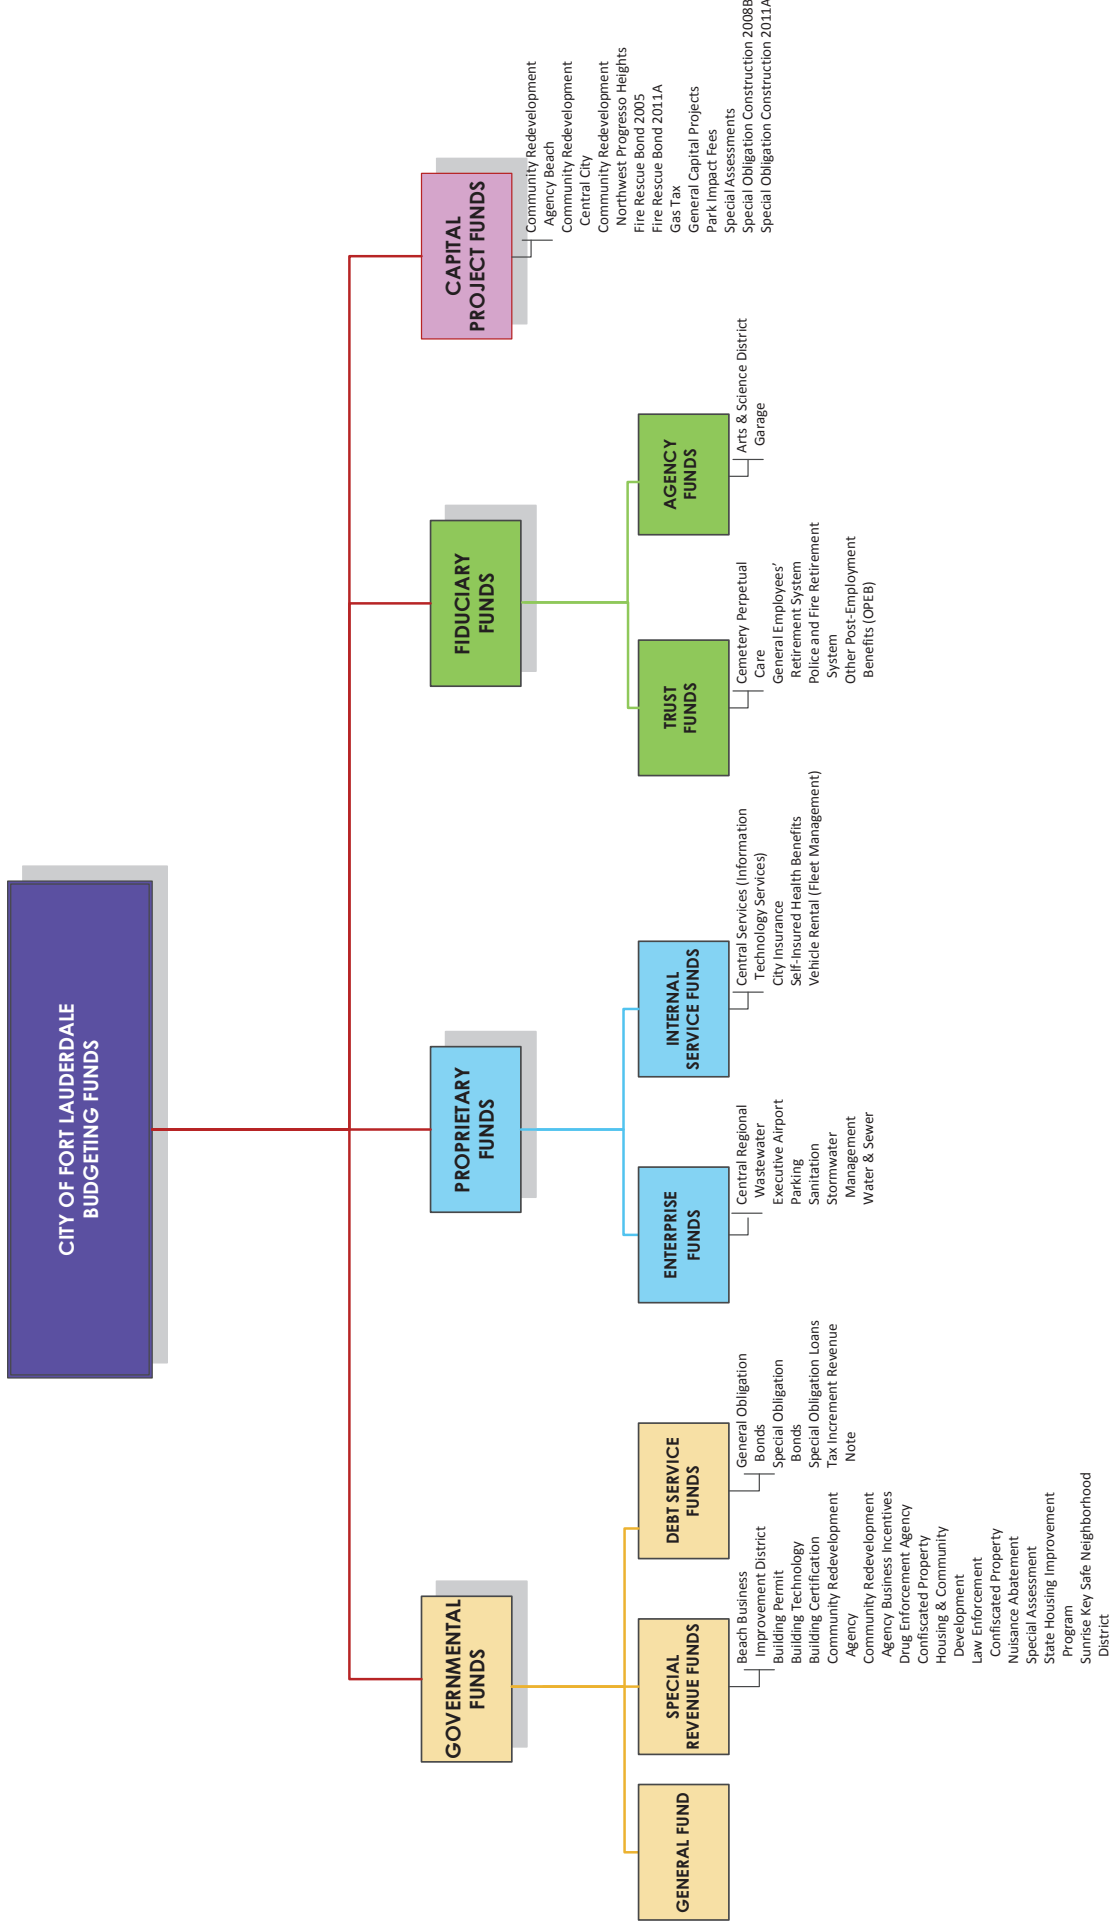 CITY OF FORT LAUDERDALE
BUDGETING FUNDS
GOVERNMENTAL
FUNDS
PROPRIETARY
FUNDS
FIDUCIARY
FUNDS
CAPITAL
PROJECT FUNDS
Community Redevelopment
Agency Beach
Community Redevelopment
Central City
Community Redevelopment
Northwest Progresso Heights
Fire Rescue Bond 2005
Fire Rescue Bond 2011A
Gas Tax
General Capital Projects
Park Impact Fees
Special Assessments
Special Obligation Construction 2008B
Special Obligation Construction 2011A
GENERAL FUND
SPECIAL
REVENUE FUNDS
Beach Business
Improvement District
Building Permit
Building Technology
Building Certification
Community Redevelopment
Agency
Community Redevelopment
Agency Business Incentives
Drug Enforcement Agency
Confiscated Property
Housing & Community
Development
Law Enforcement
Confiscated Property
Nuisance Abatement
Special Assessment
State Housing Improvement
Program
Sunrise Key Safe Neighborhood
District
DEBT SERVICE
FUNDS
General Obligation
Bonds
Special Obligation
Bonds
Special Obligation Loans
Tax Increment Revenue
Note
ENTERPRISE
FUNDS
Central Regional
Wastewater
Executive Airport
Parking
Sanitation
Stormwater
Management
Water & Sewer
INTERNAL
SERVICE FUNDS
Central Services (Information
Technology Services)
City Insurance
Self-Insured Health Benefits
Vehicle Rental (Fleet Management)
TRUST
FUNDS
Cemetery Perpetual
Care
General Employees’
Retirement System
Police and Fire Retirement
System
Other Post-Employment
Benefits (OPEB)
AGENCY
FUNDS
Arts & Science District
Garage